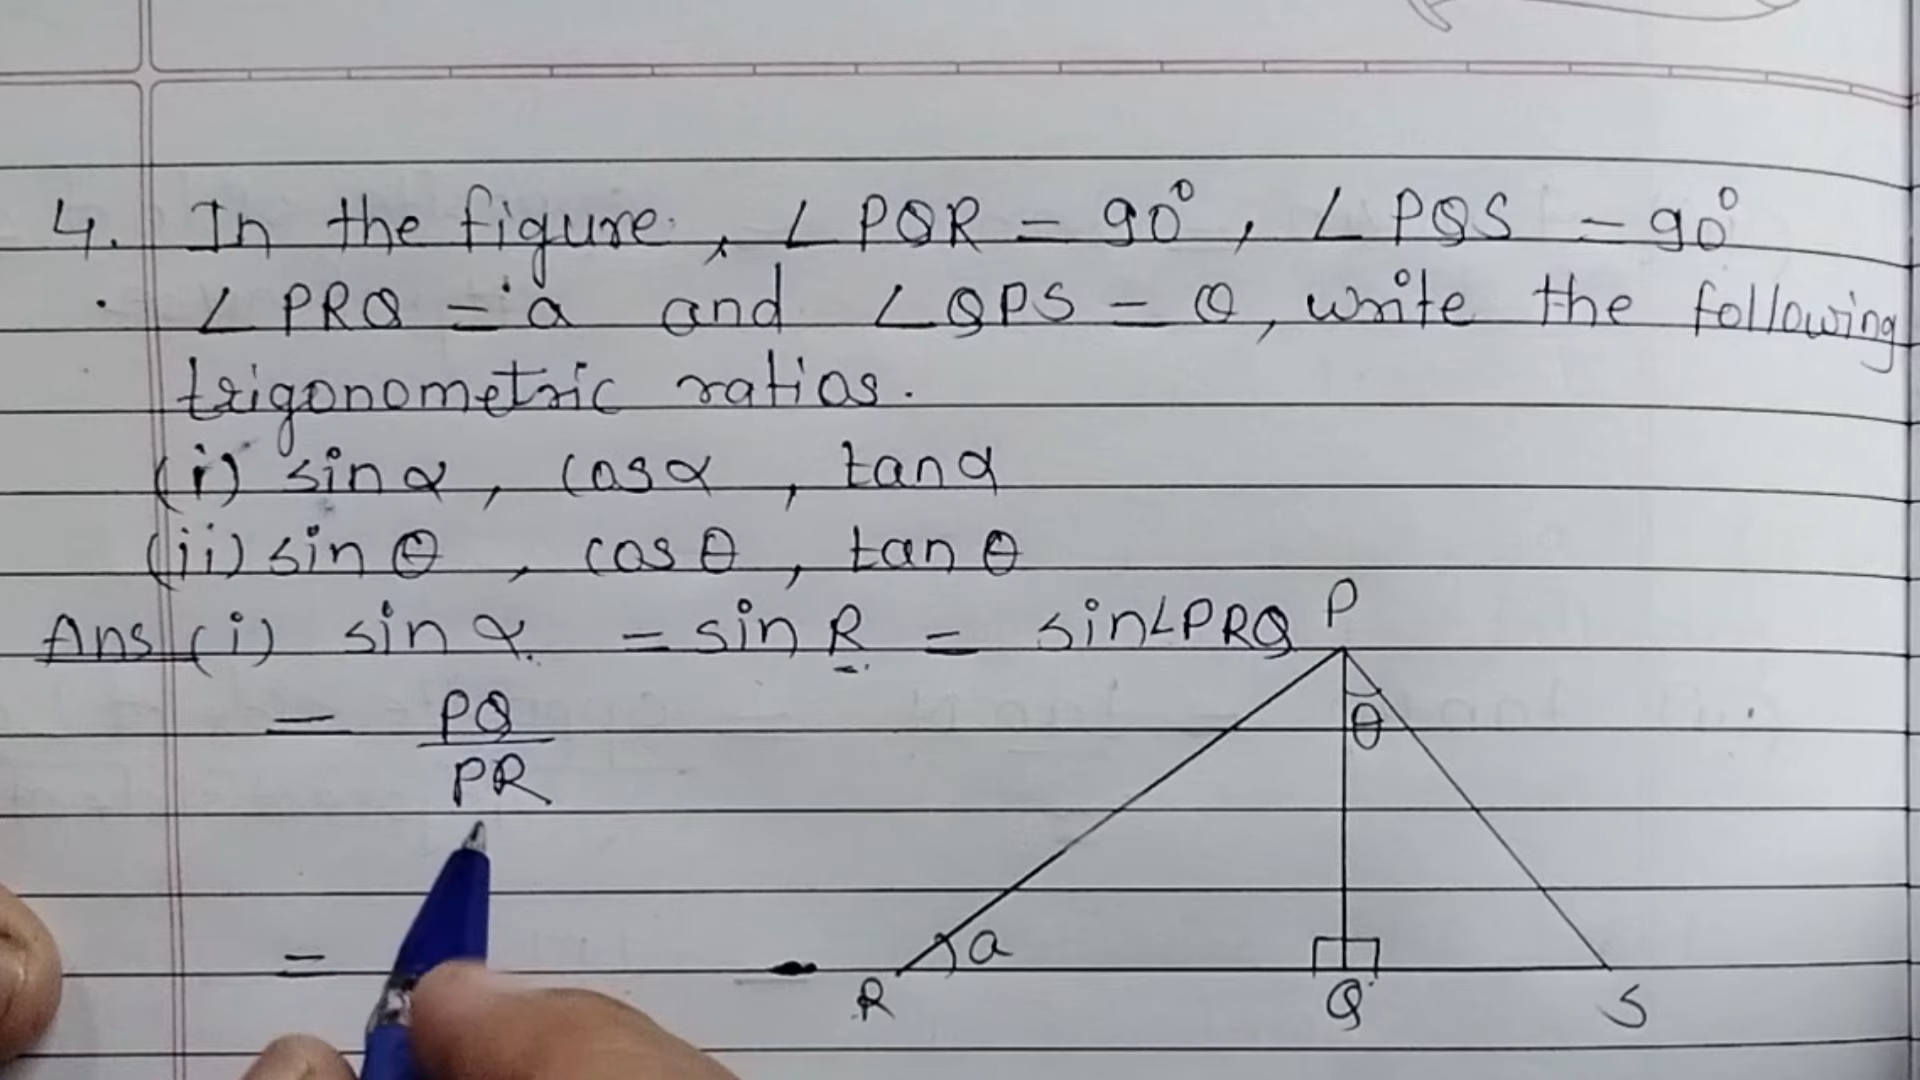 4. In the figure, ∠PQR = 90°, ∠PQS = 90°
∠PRQ = a and ∠QPS = θ, write the following
trigonometric ratios.
(i) sin α, cos α, tan α
(ii) sin θ, cos θ, tan θ
Ans (i) sin α = sin R = sin∠PRQ
= PQ
PR
=
P
θ
a
R
Q
S